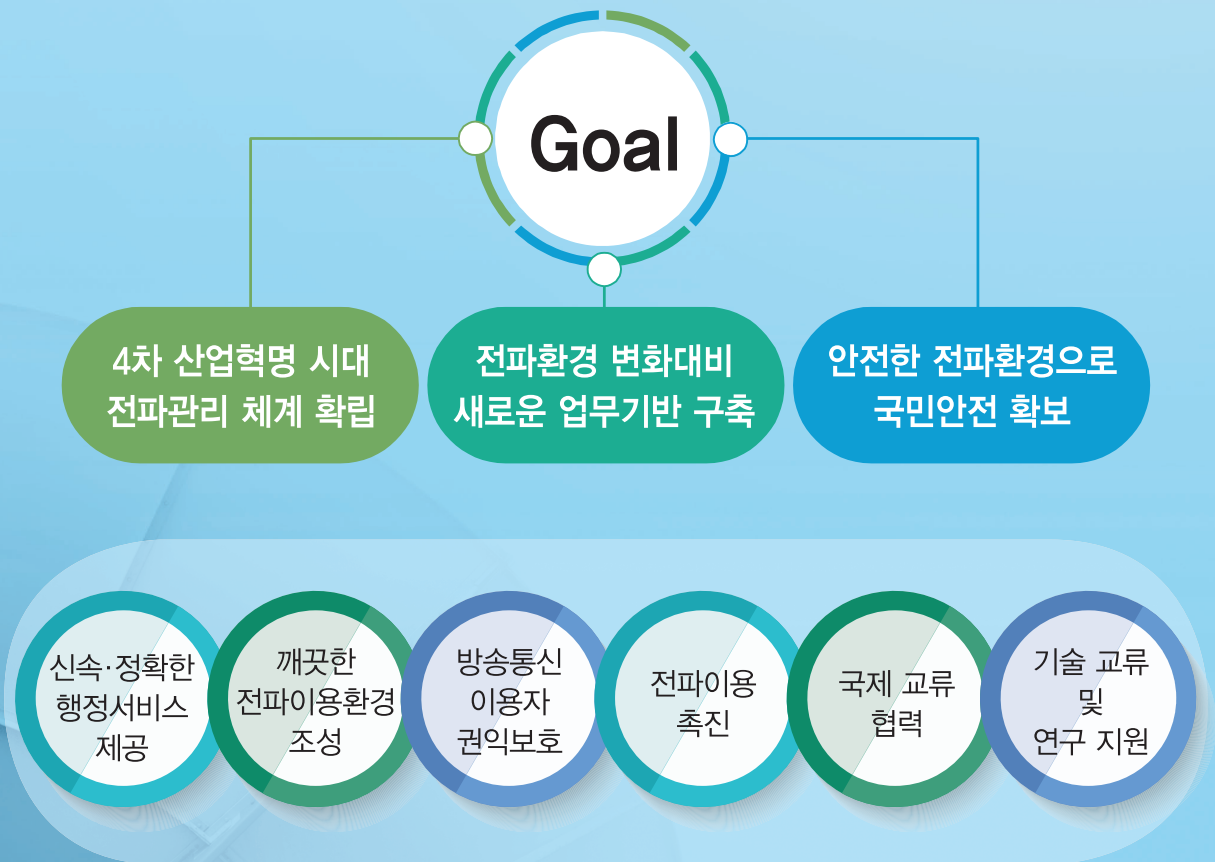 Goal
4차 산업혁명 시대
전파관리 체계 확립
전파환경 변화대비
새로운 업무기반 구축
안전한 전파환경으로
국민안전 확보
신속·정확한
행정서비스
제공
깨끗한
전파이용환경
조성
방송통신
이용자
권익보호
전파이용
촉진
국제 교류
협력
기술 교류
및
연구 지원